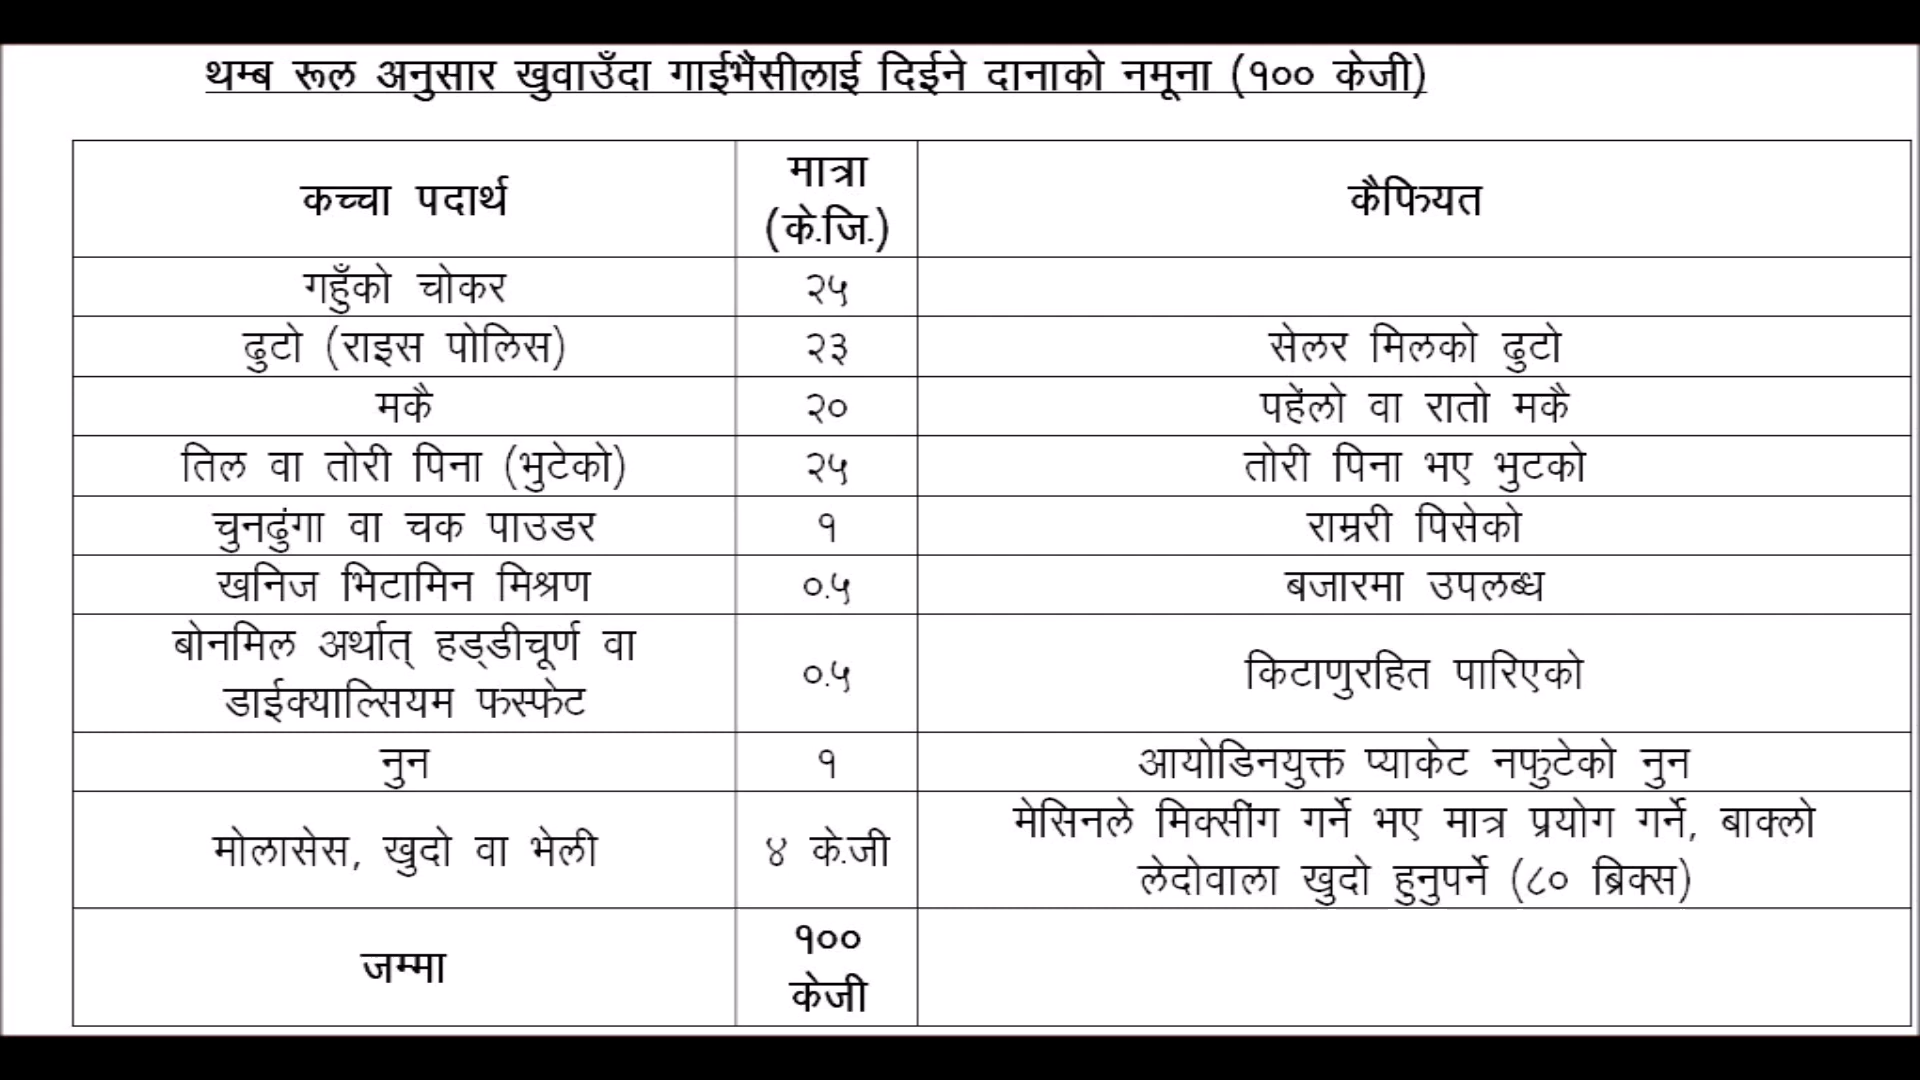 थम्ब रूल अनुसार खुवाउँदा गाईभैंसीलाई दिईने दानाको नमूना (१०० केजी)
कच्चा पदार्थ मात्रा (के.जि.) कैफियत
गहुँको चोकर २५
ढुटो (राइस पोलिस) २३ सेलर मिलको ढुटो
मकै २० पहेंलो वा रातो मकै
तिल वा तोरी पिना (भुटेको) २५ तोरी पिना भए भुटको
चुनढुंगा वा चक पाउडर १ राम्ररी पिसेको
खनिज भिटामिन मिश्रण ०.५ बजारमा उपलब्ध
बोनमिल अर्थात् हड्डीचूर्ण वा
डाईक्याल्सियम फस्फेट ०.५ किटाणुरहित पारिएको
नुन १ आयोडिनयुक्त प्याकेट नफुटेको नुन
मोलासेस, खुदो वा भेली ४ के.जी मेसिनले मिक्सींग गर्ने भए मात्र प्रयोग गर्ने, बाक्लो
लेदोवाला खुदो हुनुपर्ने (८० ब्रिक्स)
जम्मा १००
केजी